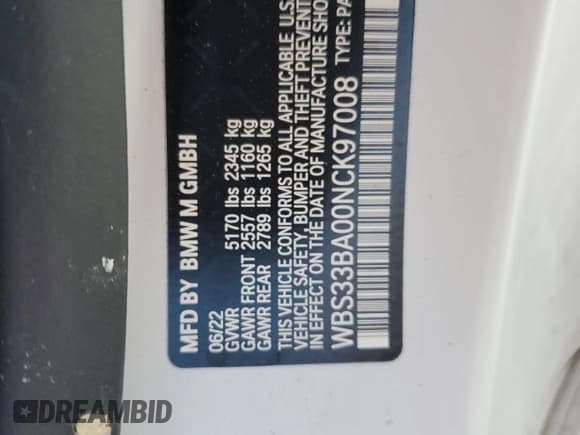 MFD BY BMW M GMBH
06/22
GVWR 5170 lbs 2345 kg
GAWR FRONT 2557 lbs 1160 kg
GAWR REAR 2789 lbs 1265 kg
THIS VEHICLE CONFORMS TO ALL APPLICABLE U.S.
VEHICLE SAFETY, BUMPER AND THEFT PREVENT
IN EFFECT ON THE DATE OF MANUFACTURE SHO
WBS33BA00NCK97008 TYPE: PA
DREAMBID